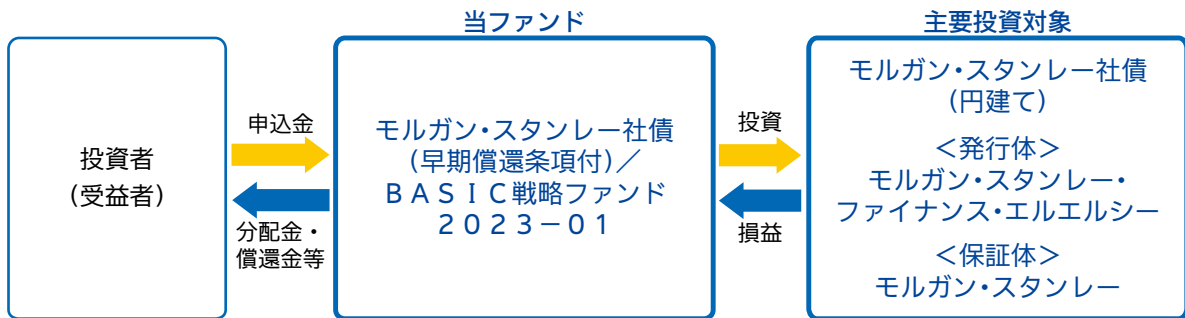 当ファンド
主要投資対象
投資者
(受益者)
申込金
分配金・
償還金等
モルガン・スタンレー社債
(早期償還条項付)／
ＢＡＳＩＣ戦略ファンド
２０２３－０１
投資
損益
モルガン・スタンレー社債
(円建て)
＜発行体＞
モルガン・スタンレー・
ファイナンス・エルエルシー
＜保証体＞
モルガン・スタンレー